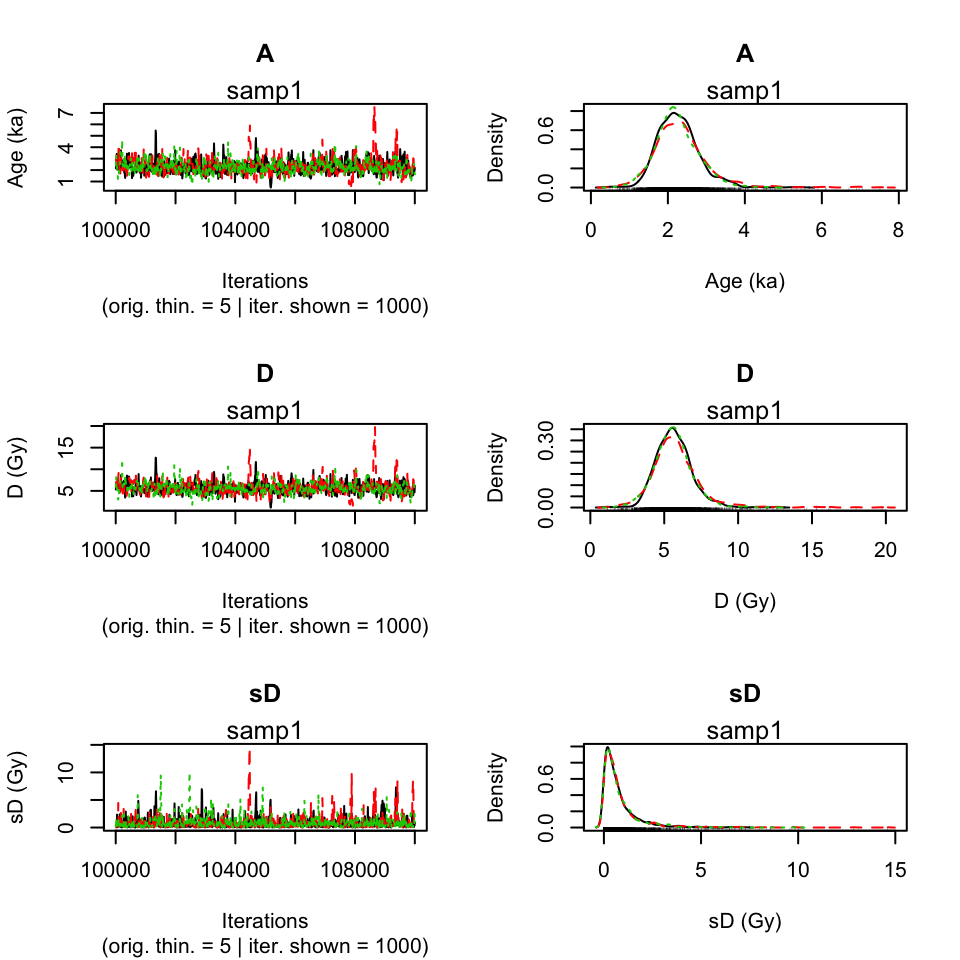 A
samp1
Age (ka)
1 4 7
100000 104000 108000
Iterations
(orig. thin. = 5 | iter. shown = 1000)
A
samp1
Density
0.0 0.6
0 2 4 6 8
Age (ka)
D
samp1
D (Gy)
5 15
100000 104000 108000
Iterations
(orig. thin. = 5 | iter. shown = 1000)
D
samp1
Density
0.00 0.30
0 5 10 15 20
D (Gy)
sD
samp1
sD (Gy)
0 10
100000 104000 108000
Iterations
(orig. thin. = 5 | iter. shown = 1000)
sD
samp1
Density
0.0 0.6
0 5 10 15
sD (Gy)